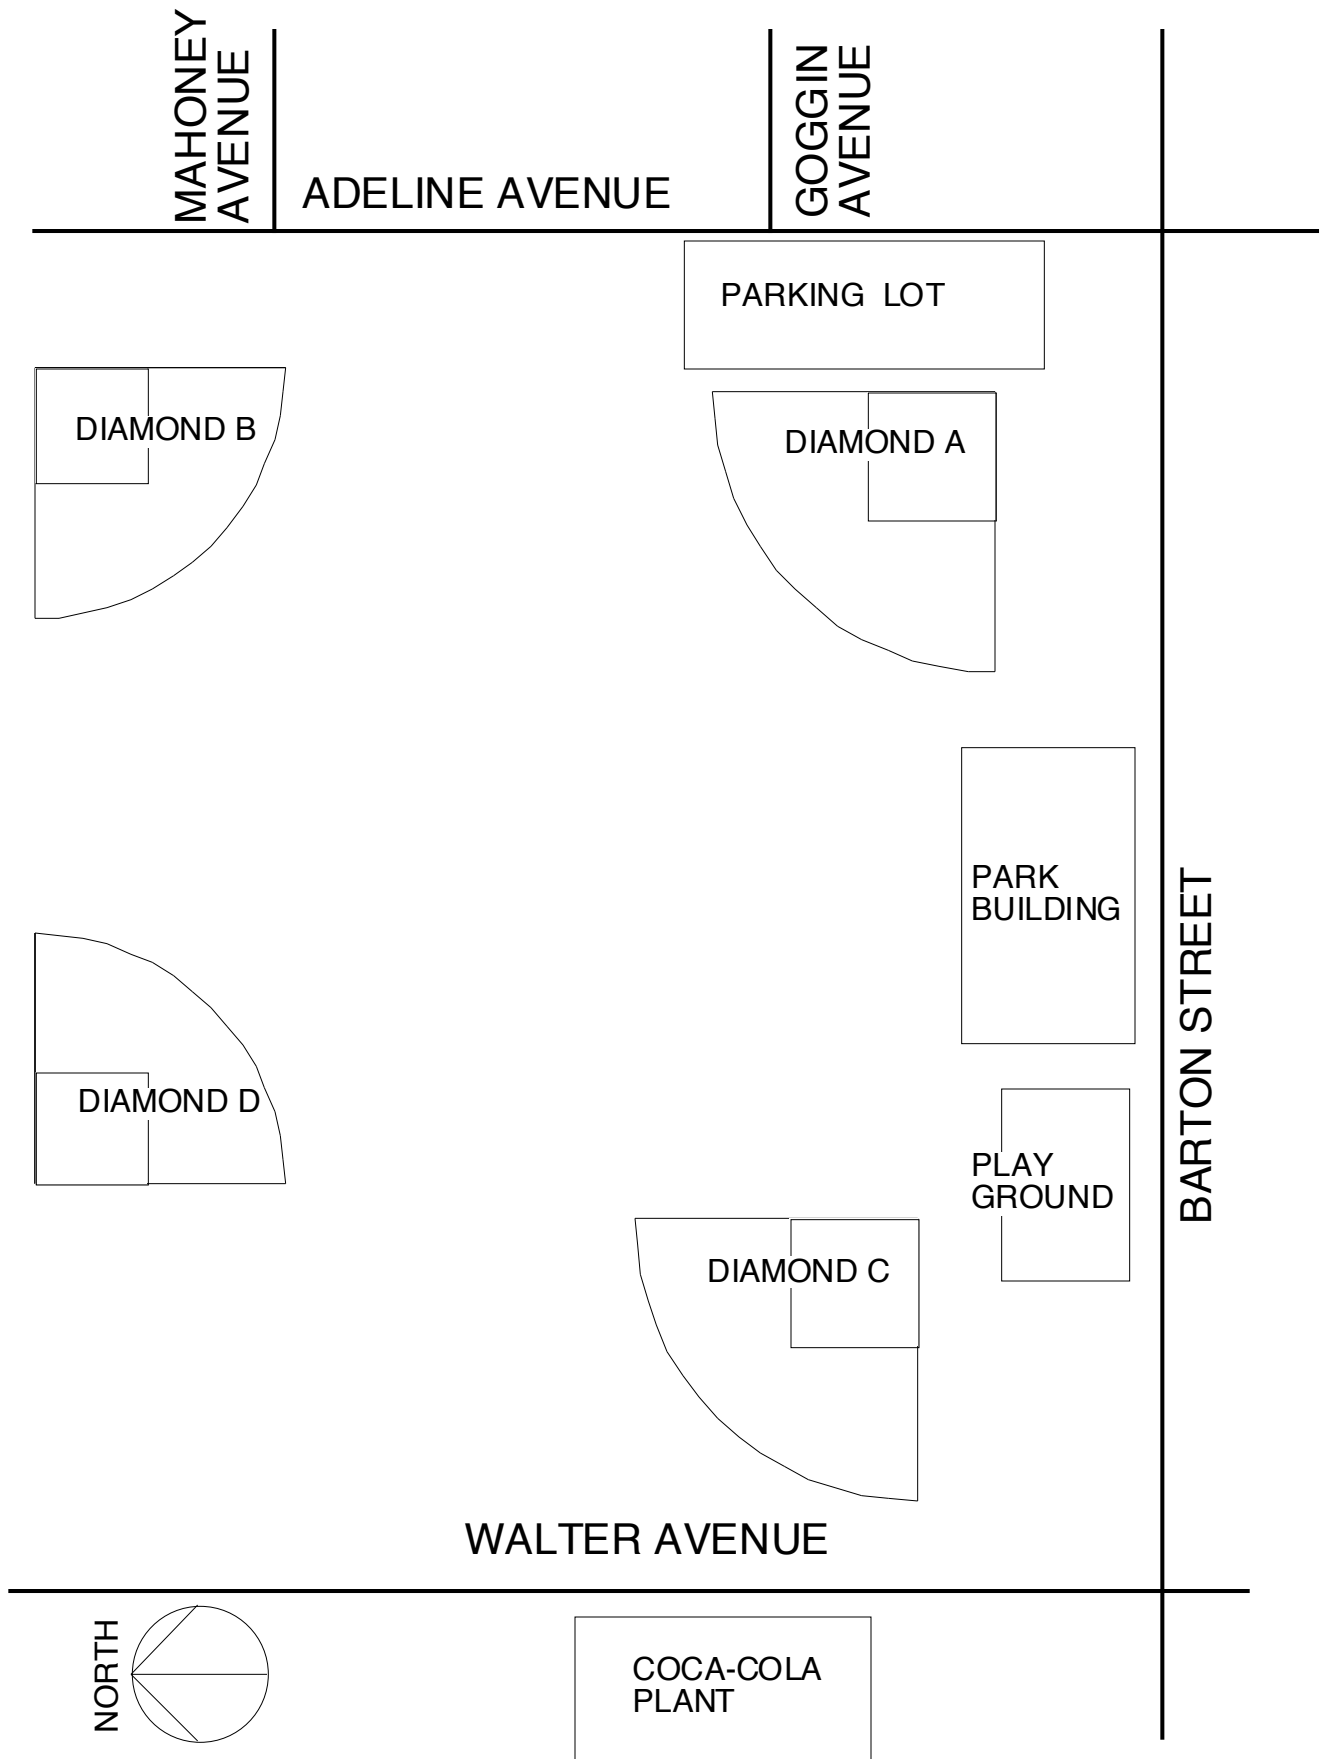 MAHONEY
AVENUE
GOGGIN
AVENUE
ADELINE AVENUE
PARKING LOT
DIAMOND B
DIAMOND A
PARK
BUILDING
BARTON STREET
DIAMOND D
PLAY
GROUND
DIAMOND C
WALTER AVENUE
NORTH
COCA-COLA
PLANT